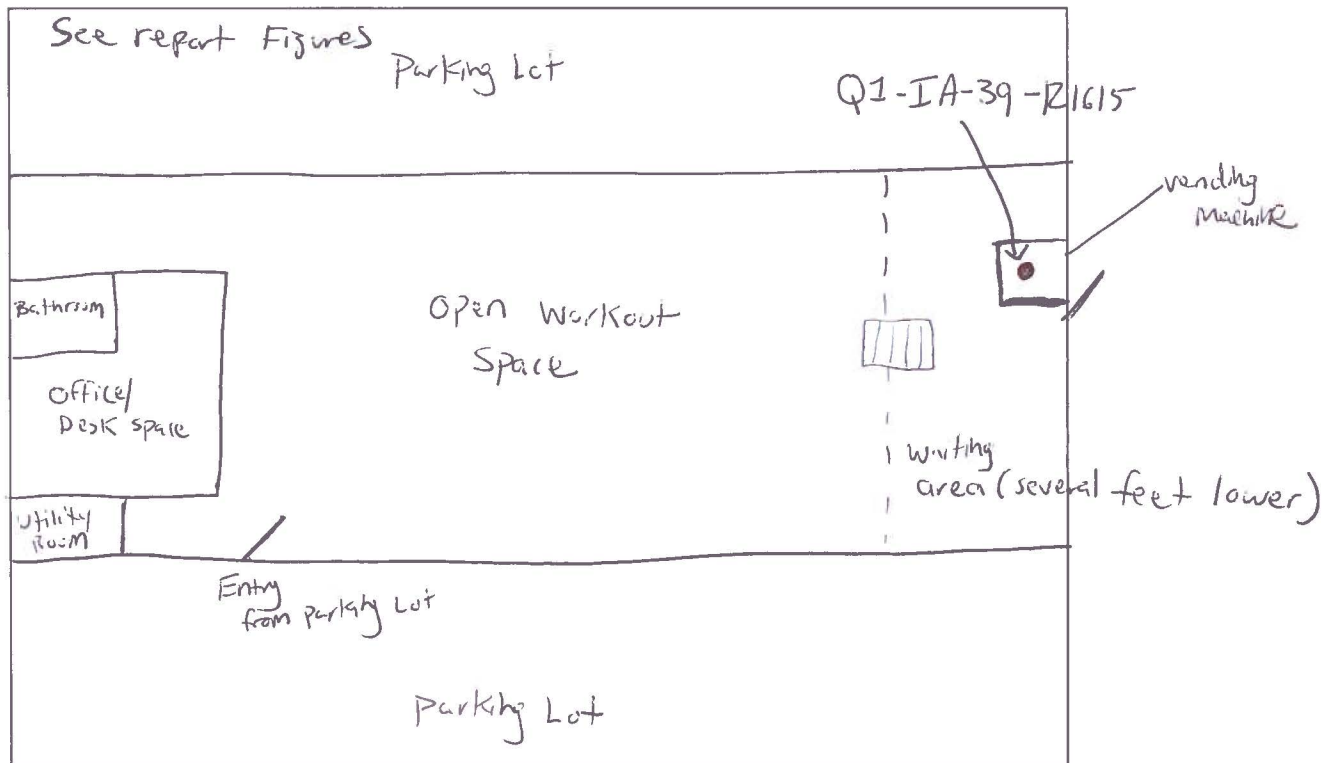 See report Figures
Parking Lot
Q1-IA-39-R1615
vending
Machine
Bathroom
Open Workout
Space
Office/
Desk space
waiting
area (several feet lower)
Utility
Room
Entry
from parking Lot
Parking Lot